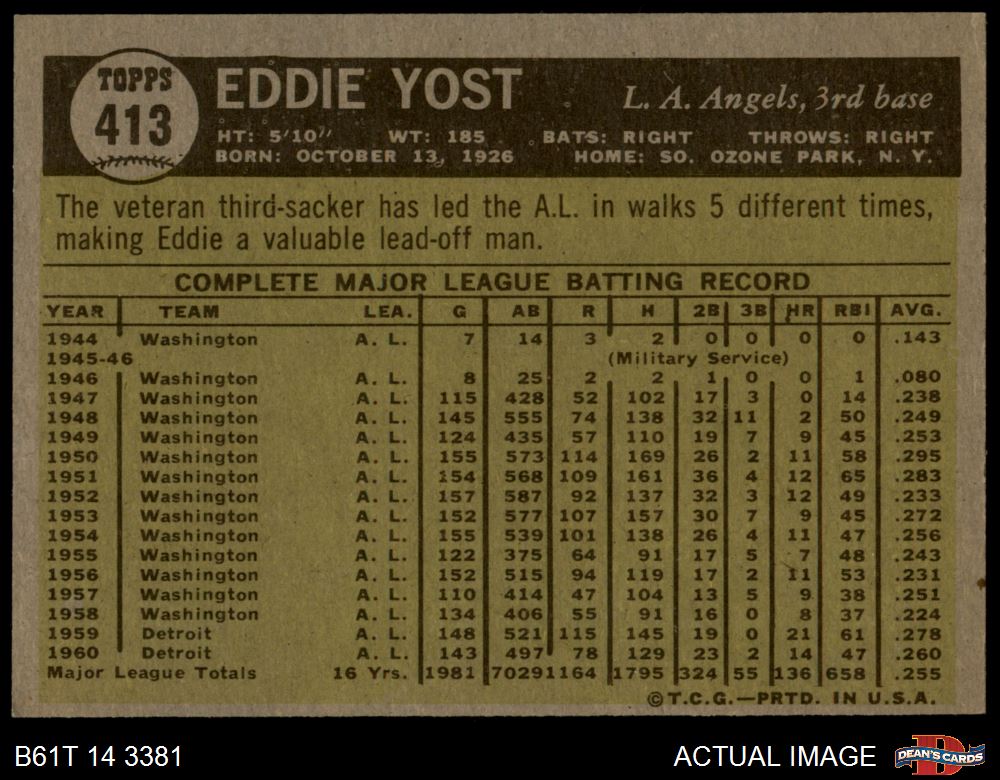 TOPPS
413
EDDIE YOST
L. A. Angels, 3rd base
HT: 5'10" WT: 185 BATS: RIGHT THROWS: RIGHT
BORN: OCTOBER 13, 1926 HOME: SO. OZONE PARK, N. Y.
The veteran third-sacker has led the A.L. in walks 5 different times,
making Eddie a valuable lead-off man.
COMPLETE MAJOR LEAGUE BATTING RECORD
YEAR TEAM LEA. G AB R H 2B 3B HR RBI AVG.
1944 Washington A. L. 7 14 3 2 0 0 0 0 .143
1945-46 (Military Service)
1946 Washington A. L. 8 25 2 2 1 0 0 1 .080
1947 Washington A. L. 115 428 52 102 17 3 0 14 .238
1948 Washington A. L. 145 555 74 138 32 11 2 50 .249
1949 Washington A. L. 124 435 57 110 19 7 9 45 .253
1950 Washington A. L. 155 573 114 169 26 2 11 58 .295
1951 Washington A. L. 154 568 109 161 36 4 12 65 .283
1952 Washington A. L. 157 587 92 137 32 3 12 49 .233
1953 Washington A. L. 152 577 107 157 30 7 9 45 .272
1954 Washington A. L. 155 539 101 138 26 4 11 47 .256
1955 Washington A. L. 122 375 64 91 17 5 7 48 .243
1956 Washington A. L. 152 515 94 119 17 2 11 53 .231
1957 Washington A. L. 110 414 47 104 13 5 9 38 .251
1958 Washington A. L. 134 406 55 91 16 0 8 37 .224
1959 Detroit A. L. 148 521 115 145 19 0 21 61 .278
1960 Detroit A. L. 143 497 78 129 23 2 14 47 .260
Major League Totals 16 Yrs. 1981 7029 1164 1795 324 55 136 658 .255
©T.C.G.—PRTD. IN U.S.A.
B61T 14 3381 ACTUAL IMAGE DEAN'S CARDS